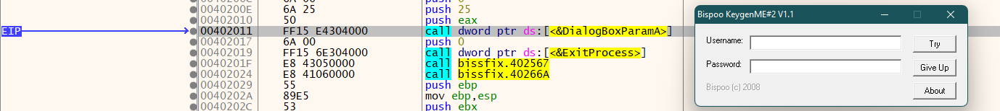 0040200E 6A 25 push 25
00402010 50 push eax
EIP 00402011 FF15 E4304000 call dword ptr ds:[<&DialogBoxParamA>]
00402017 6A 00 push 0
00402019 FF15 6E304000 call dword ptr ds:[<&ExitProcess>]
0040201F E8 43050000 call bissfix.402567
00402024 E8 41060000 call bissfix.40266A
00402029 55 push ebp
0040202A 89E5 mov ebp,esp
0040202C 53 push ebx
Bispoo KeygenME#2 V1.1
Username:
Try
Password:
Give Up
Bispoo (c) 2008
About